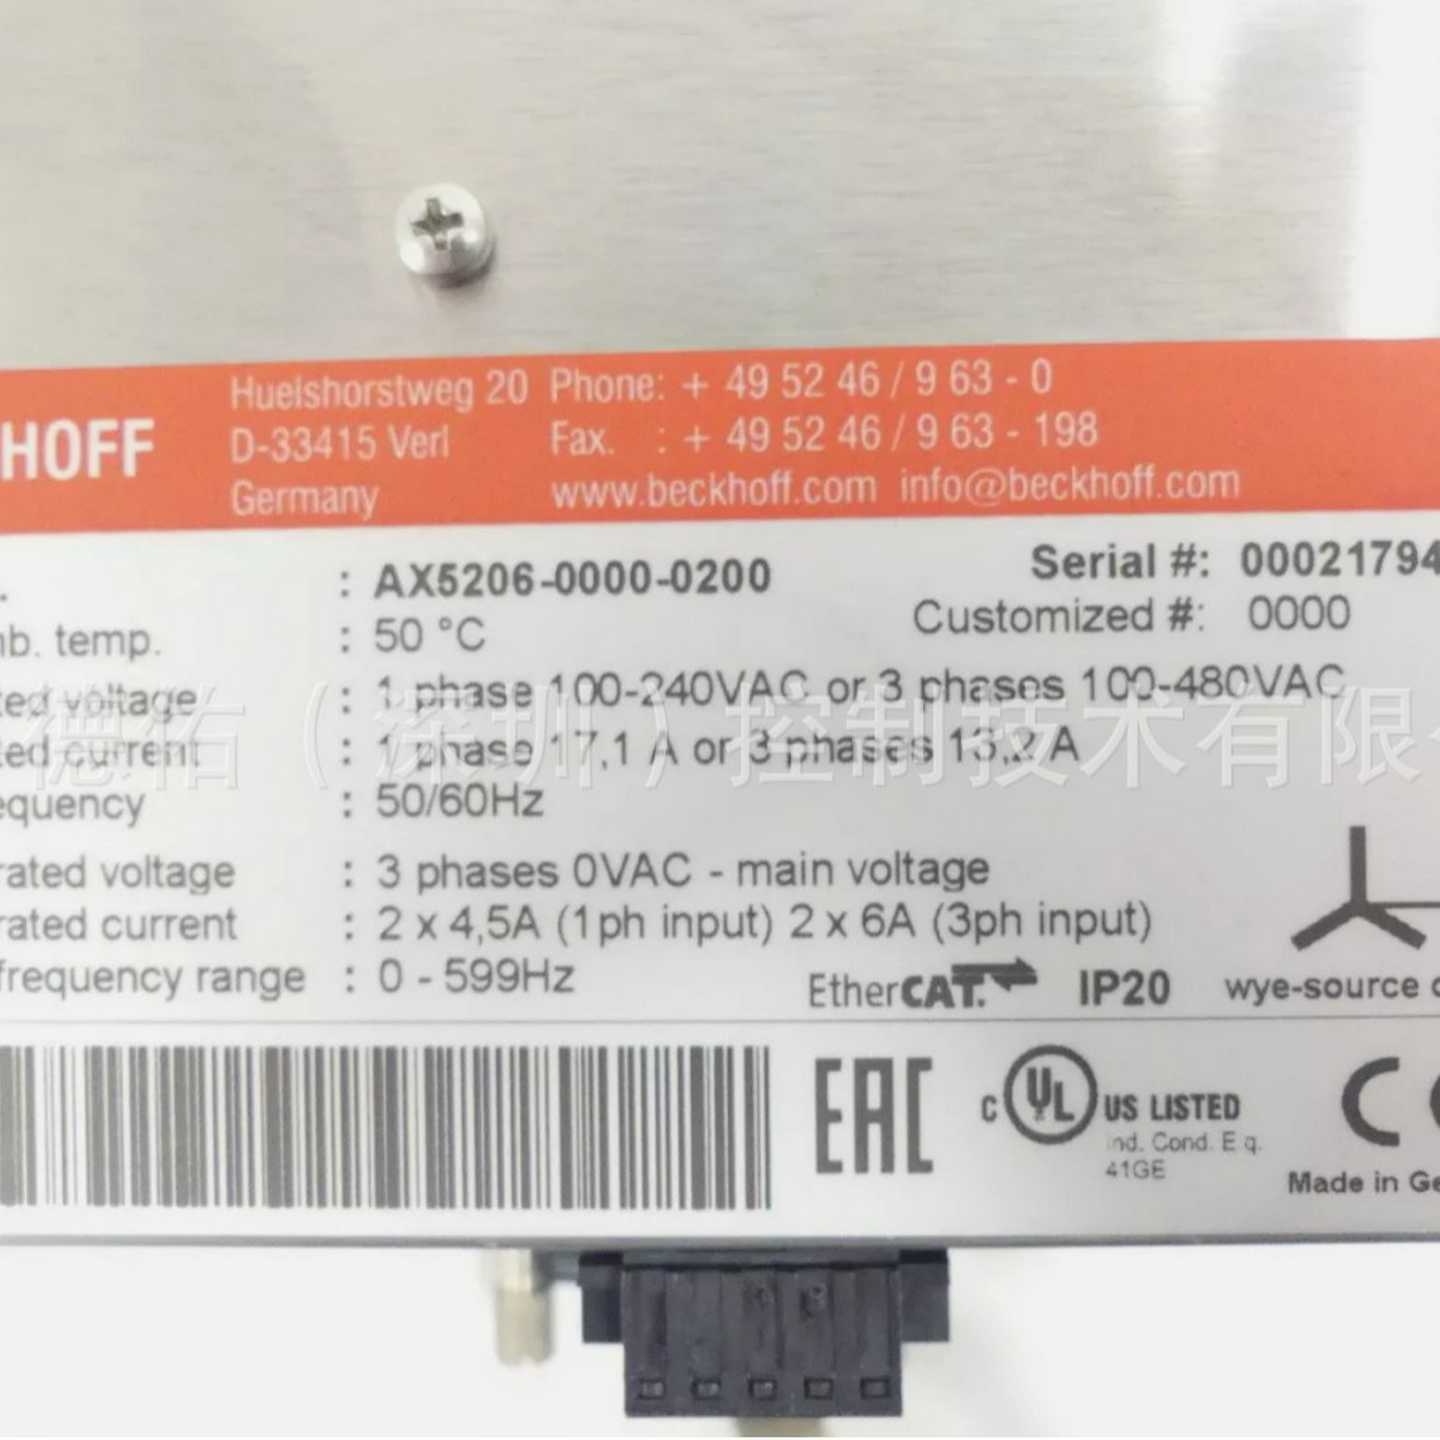 HOFF
Huelshorstweg 20 Phone: + 49 52 46 / 9 63 - 0
D-33415 Verl Fax. : + 49 52 46 / 9 63 - 198
Germany www.beckhoff.com info@beckhoff.com
. : AX5206-0000-0200 Serial #: 00021794
b. temp. : 50 °C Customized #: 0000
ted voltage : 1 phase 100-240VAC or 3 phases 100-480VAC
德佑（深圳）控制技术有限
ted current : 1 phase 17,1 A or 3 phases 13,2 A
equency : 50/60Hz
rated voltage : 3 phases 0VAC - main voltage
rated current : 2 x 4,5A (1ph input) 2 x 6A (3ph input)
frequency range : 0 - 599Hz
EtherCAT. IP20 wye-source
EAC C UL US LISTED CE
Ind. Cond. Eq.
41GE
Made in Ge